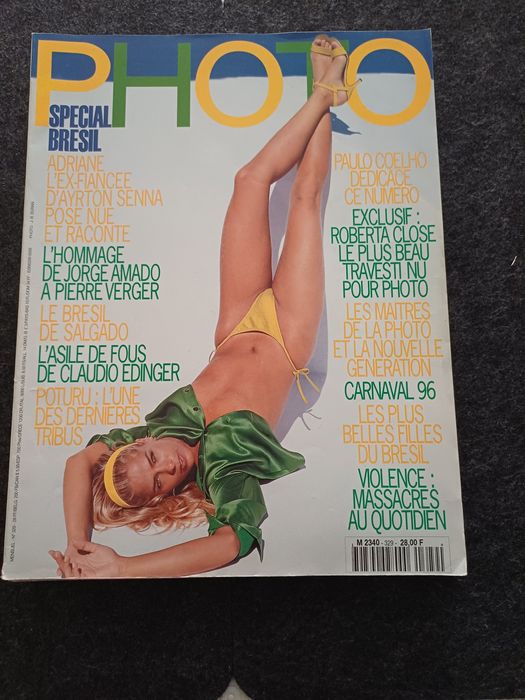 PHOTO
SPECIAL
BRESIL
ADRIANE
L'EX-FIANCEE
D'AYRTON SENNA
POSE NUE
ET RACONTE
L'HOMMAGE
DE JORGE AMADO
A PIERRE VERGER
LE BRESIL
DE SALGADO
L'ASILE DE FOUS
DE CLAUDIO EDINGER
POTURU : L'UNE
DES DERNIERES
TRIBUS
PAULO COELHO
DEDICACE
CE NUMERO
EXCLUSIF :
ROBERTA CLOSE
LE PLUS BEAU
TRAVESTI NU
POUR PHOTO
LES MAITRES
DE LA PHOTO
ET LA NOUVELLE
GENERATION
CARNAVAL 96
LES PLUS
BELLES FILLES
DU BRESIL
VIOLENCE :
MASSACRES
AU QUOTIDIEN
M 2340 - 329 - 28,00 F
MENSUEL